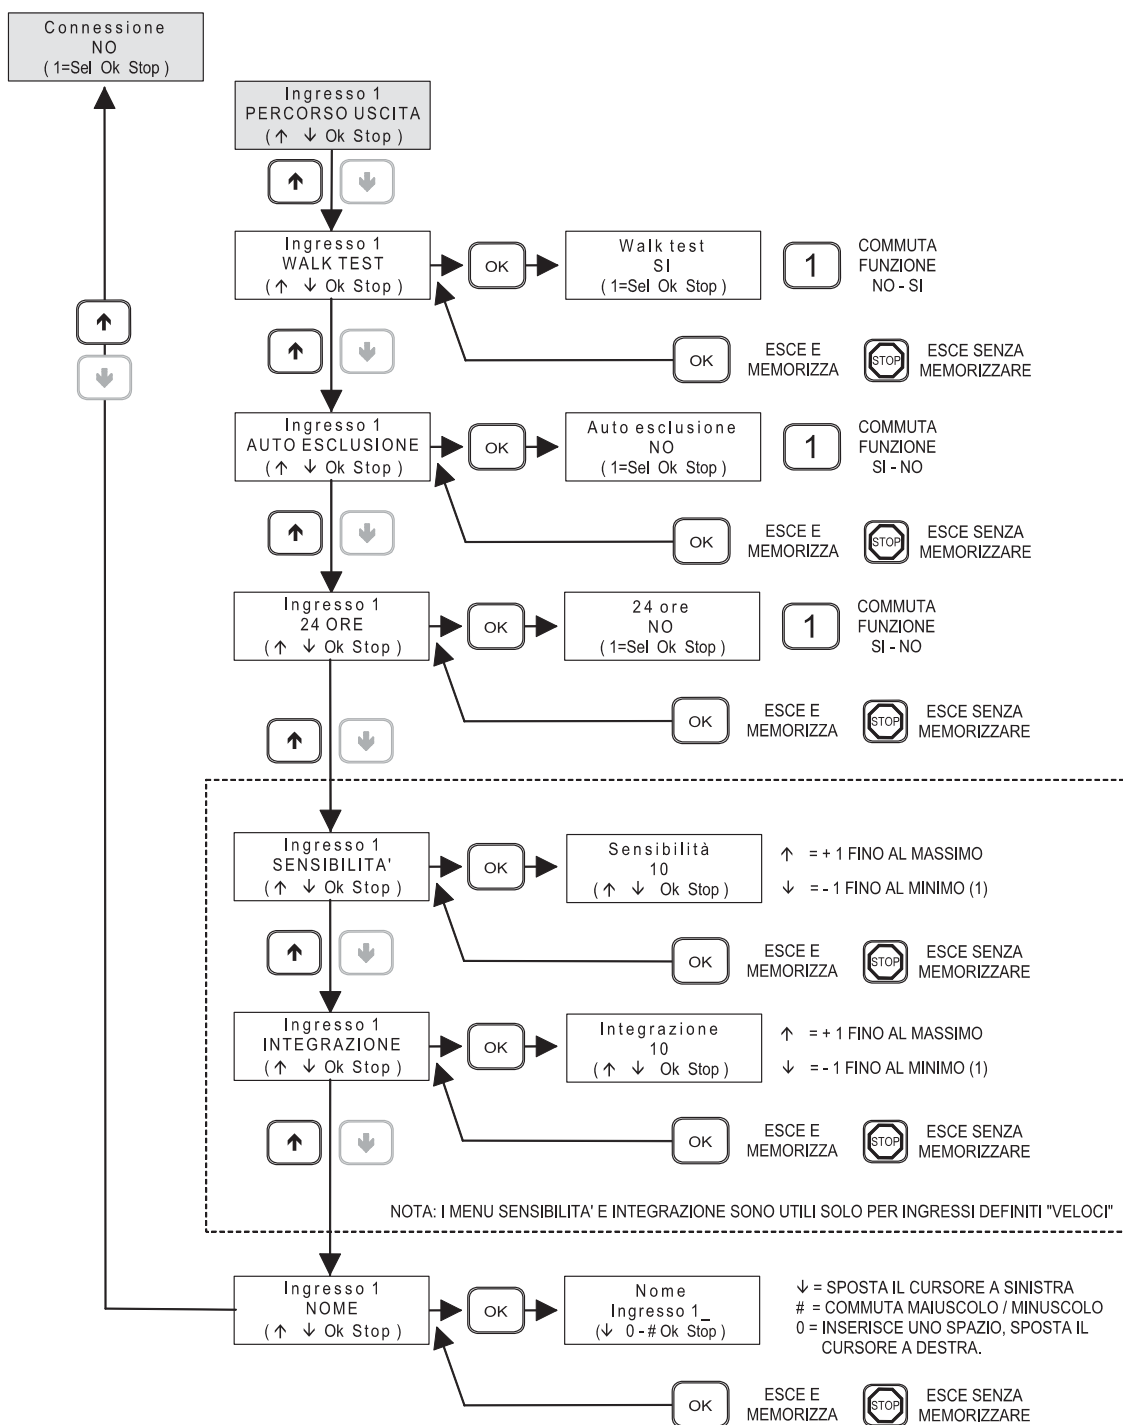 Connessione
NO
(1=Sel Ok Stop)
Ingresso 1
PERCORSO USCITA
(↑ ↓ Ok Stop)
Ingresso 1
WALK TEST
(↑ ↓ Ok Stop)
OK
Walk test
SI
(1=Sel Ok Stop)
1
COMMUTA
FUNZIONE
NO - SI
OK
ESCE E
MEMORIZZA
STOP
ESCE SENZA
MEMORIZZARE
Ingresso 1
AUTO ESCLUSIONE
(↑ ↓ Ok Stop)
OK
Auto esclusione
NO
(1=Sel Ok Stop)
1
COMMUTA
FUNZIONE
SI - NO
OK
ESCE E
MEMORIZZA
STOP
ESCE SENZA
MEMORIZZARE
Ingresso 1
24 ORE
(↑ ↓ Ok Stop)
OK
24 ore
NO
(1=Sel Ok Stop)
1
COMMUTA
FUNZIONE
SI - NO
OK
ESCE E
MEMORIZZA
STOP
ESCE SENZA
MEMORIZZARE
Ingresso 1
SENSIBILITA'
(↑ ↓ Ok Stop)
OK
Sensibilità
10
(↑ ↓ Ok Stop)
↑ = + 1 FINO AL MASSIMO
↓ = - 1 FINO AL MINIMO (1)
OK
ESCE E
MEMORIZZA
STOP
ESCE SENZA
MEMORIZZARE
Ingresso 1
INTEGRAZIONE
(↑ ↓ Ok Stop)
OK
Integrazione
10
(↑ ↓ Ok Stop)
↑ = + 1 FINO AL MASSIMO
↓ = - 1 FINO AL MINIMO (1)
OK
ESCE E
MEMORIZZA
STOP
ESCE SENZA
MEMORIZZARE
NOTA: I MENU SENSIBILITA' E INTEGRAZIONE SONO UTILI SOLO PER INGRESSI DEFINITI "VELOCI"
Ingresso 1
NOME
(↑ ↓ Ok Stop)
OK
Nome
Ingresso 1_
(↓ 0-# Ok Stop)
↓ = SPOSTA IL CURSORE A SINISTRA
# = COMMUTA MAIUSCOLO / MINUSCOLO
0 = INSERISCE UNO SPAZIO, SPOSTA IL
CURSORE A DESTRA.
OK
ESCE E
MEMORIZZA
STOP
ESCE SENZA
MEMORIZZARE